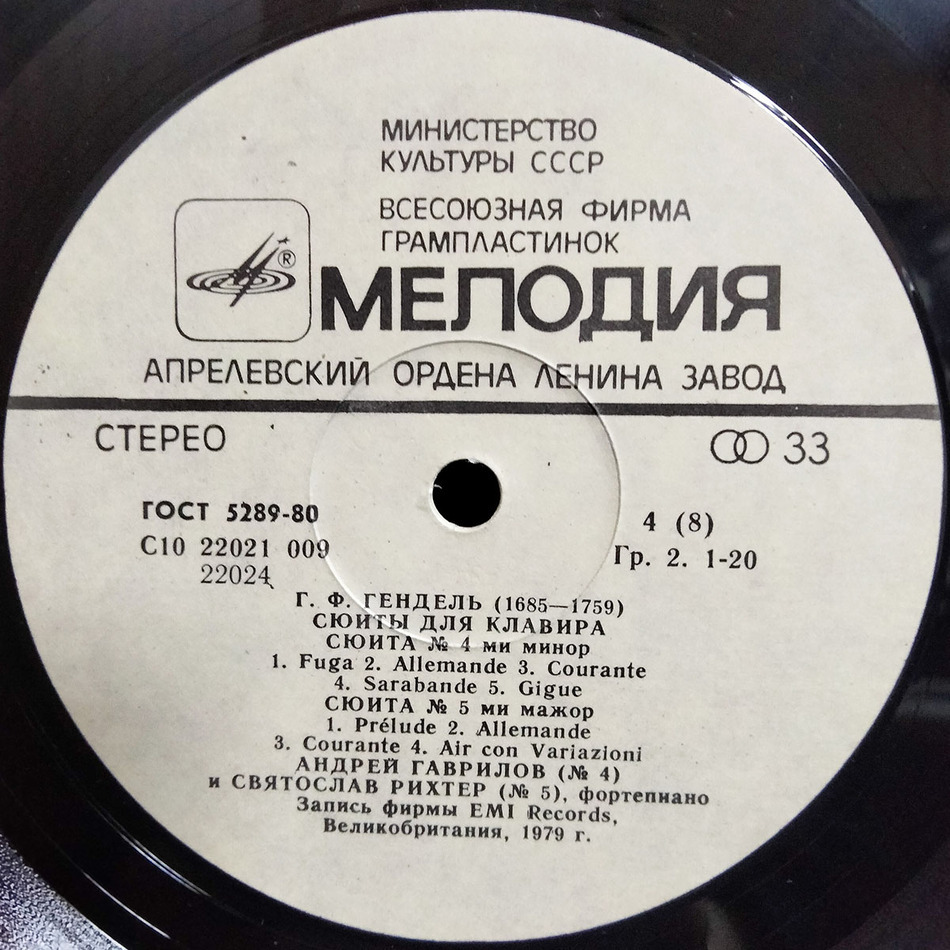 МИНИСТЕРСТВО
КУЛЬТУРЫ СССР
ВСЕСОЮЗНАЯ ФИРМА
ГРАМПЛАСТИНОК
®
МЕЛОДИЯ
АПРЕЛЕВСКИЙ ОРДЕНА ЛЕНИНА ЗАВОД
СТЕРЕО
33
ГОСТ 5289-80
4 (8)
С10 22021 009
Гр. 2. 1-20
22024
Г. Ф. ГЕНДЕЛЬ (1685—1759)
СЮИТЫ ДЛЯ КЛАВИРА
СЮИТА № 4 ми минор
1. Fuga 2. Allemande 3. Courante
4. Sarabande 5. Gigue
СЮИТА № 5 ми мажор
1. Prélude 2. Allemande
3. Courante 4. Air con Variazioni
АНДРЕЙ ГАВРИЛОВ (№ 4)
и СВЯТОСЛАВ РИХТЕР (№ 5), фортепиано
Запись фирмы EMI Records,
Великобритания, 1979 г.